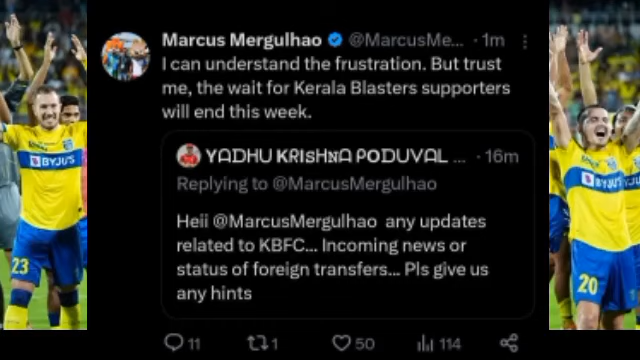 Marcus Mergulhao @MarcusMe... · 1m
I can understand the frustration. But trust
me, the wait for Kerala Blasters supporters
will end this week.
YADHU KRISHNA PODUVAL ... · 16m
Replying to @MarcusMergulhao
Heii @MarcusMergulhao any updates
related to KBFC... Incoming news or
status of foreign transfers... Pls give us
any hints
11 1 50 114
BYJU'S
23
BYJU'S
20